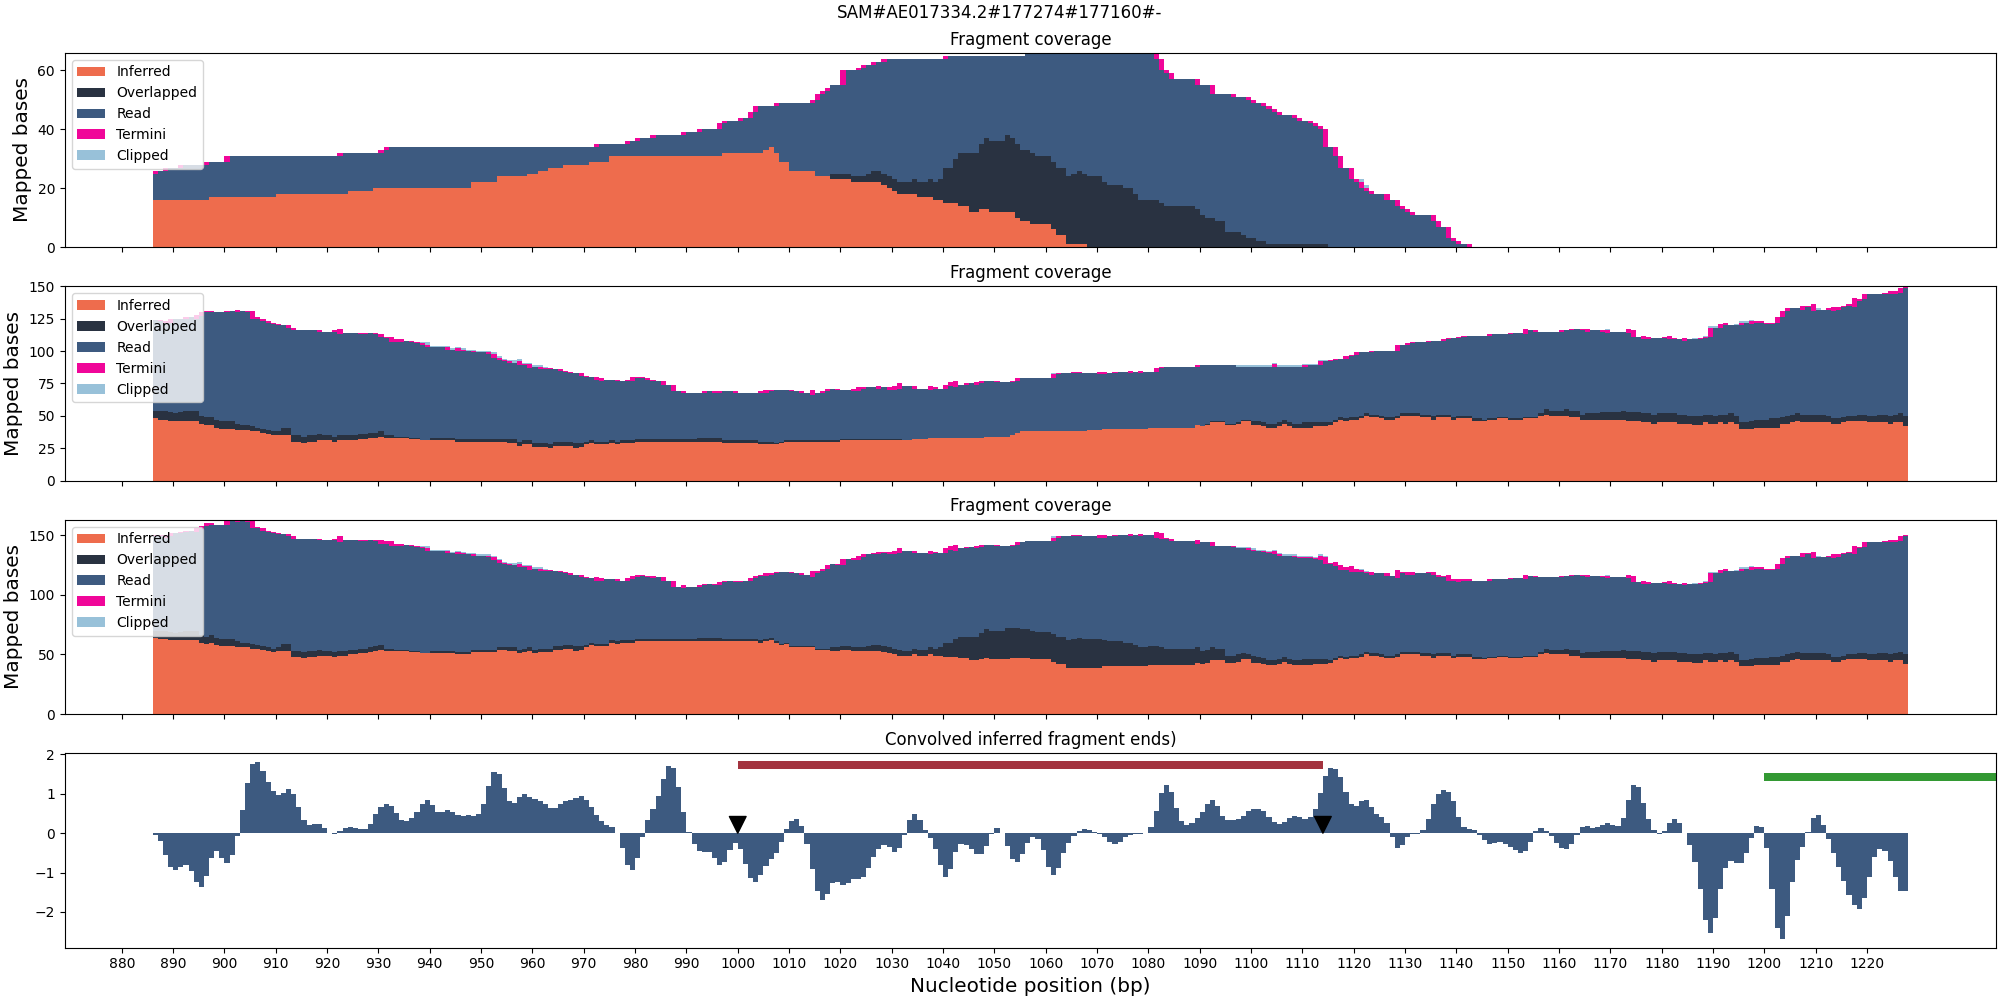 SAM#AE017334.2#177274#177160#-
Fragment coverage
Mapped bases
60
40
20
0
Inferred
Overlapped
Read
Termini
Clipped
Fragment coverage
Mapped bases
150
125
100
75
50
25
0
Inferred
Overlapped
Read
Termini
Clipped
Fragment coverage
Mapped bases
150
100
50
0
Inferred
Overlapped
Read
Termini
Clipped
Convolved inferred fragment ends)
2
1
0
−1
−2
880 890 900 910 920 930 940 950 960 970 980 990 1000 1010 1020 1030 1040 1050 1060 1070 1080 1090 1100 1110 1120 1130 1140 1150 1160 1170 1180 1190 1200 1210 1220
Nucleotide position (bp)